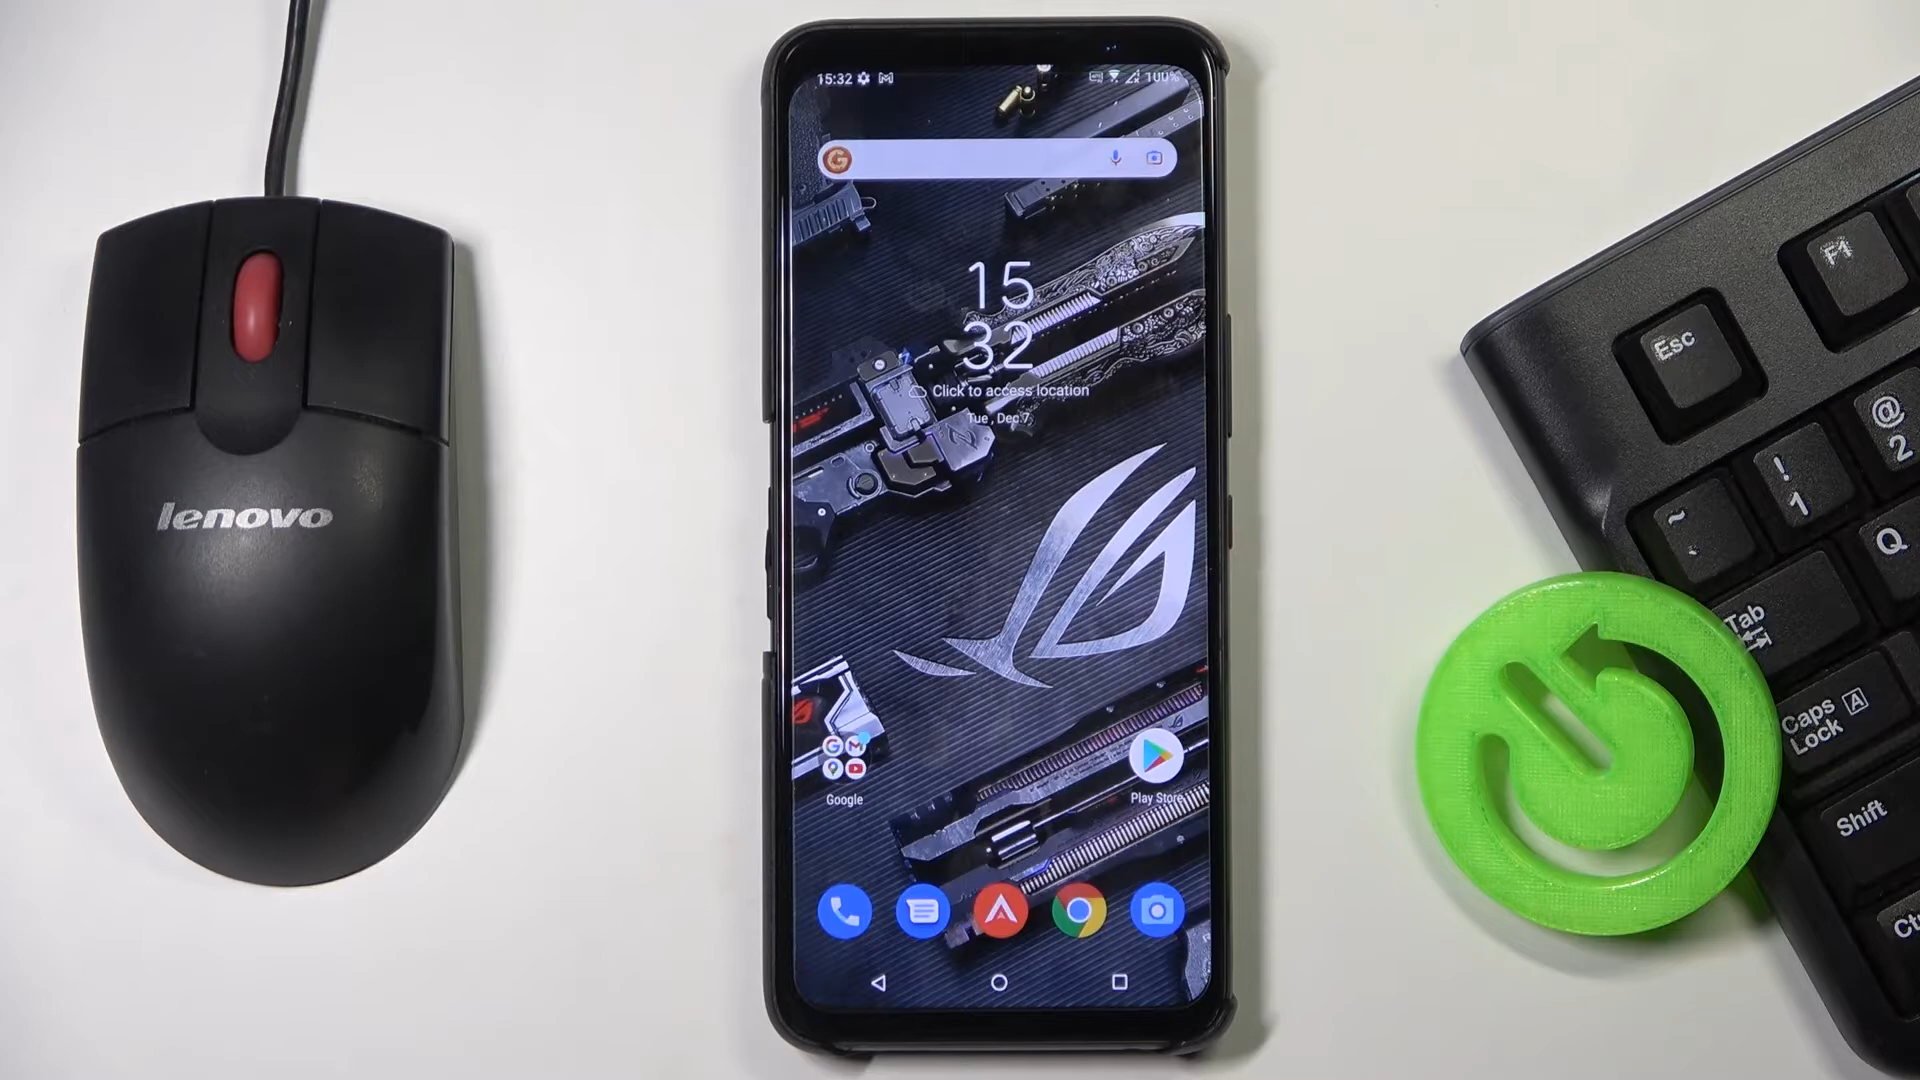 lenovo
15:32
100%
15
32
Click to access location
Tue, Dec 7
Google
Play Store
F1
Esc
@
2
!
1
~
Q
Tab
Caps
Lock
A
Shift